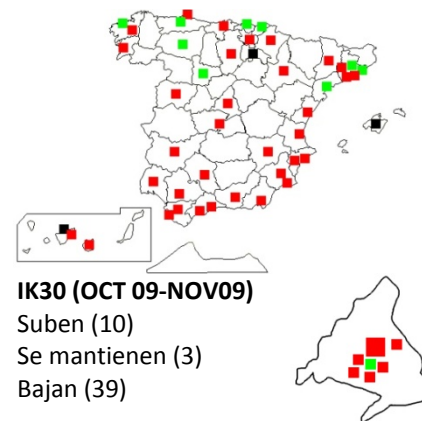 IK30 (OCT 09-NOV09)
Suben (10)
Se mantienen (3)
Bajan (39)